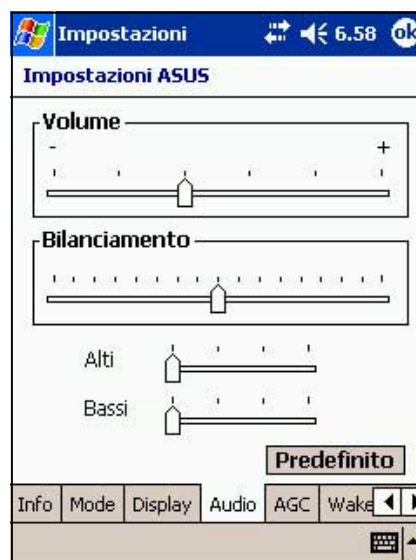 Impostazioni 6.58 ok
Impostazioni ASUS
Volume
- +
Bilanciamento
Alti
Bassi
Predefinito
Info Mode Display Audio AGC Wake